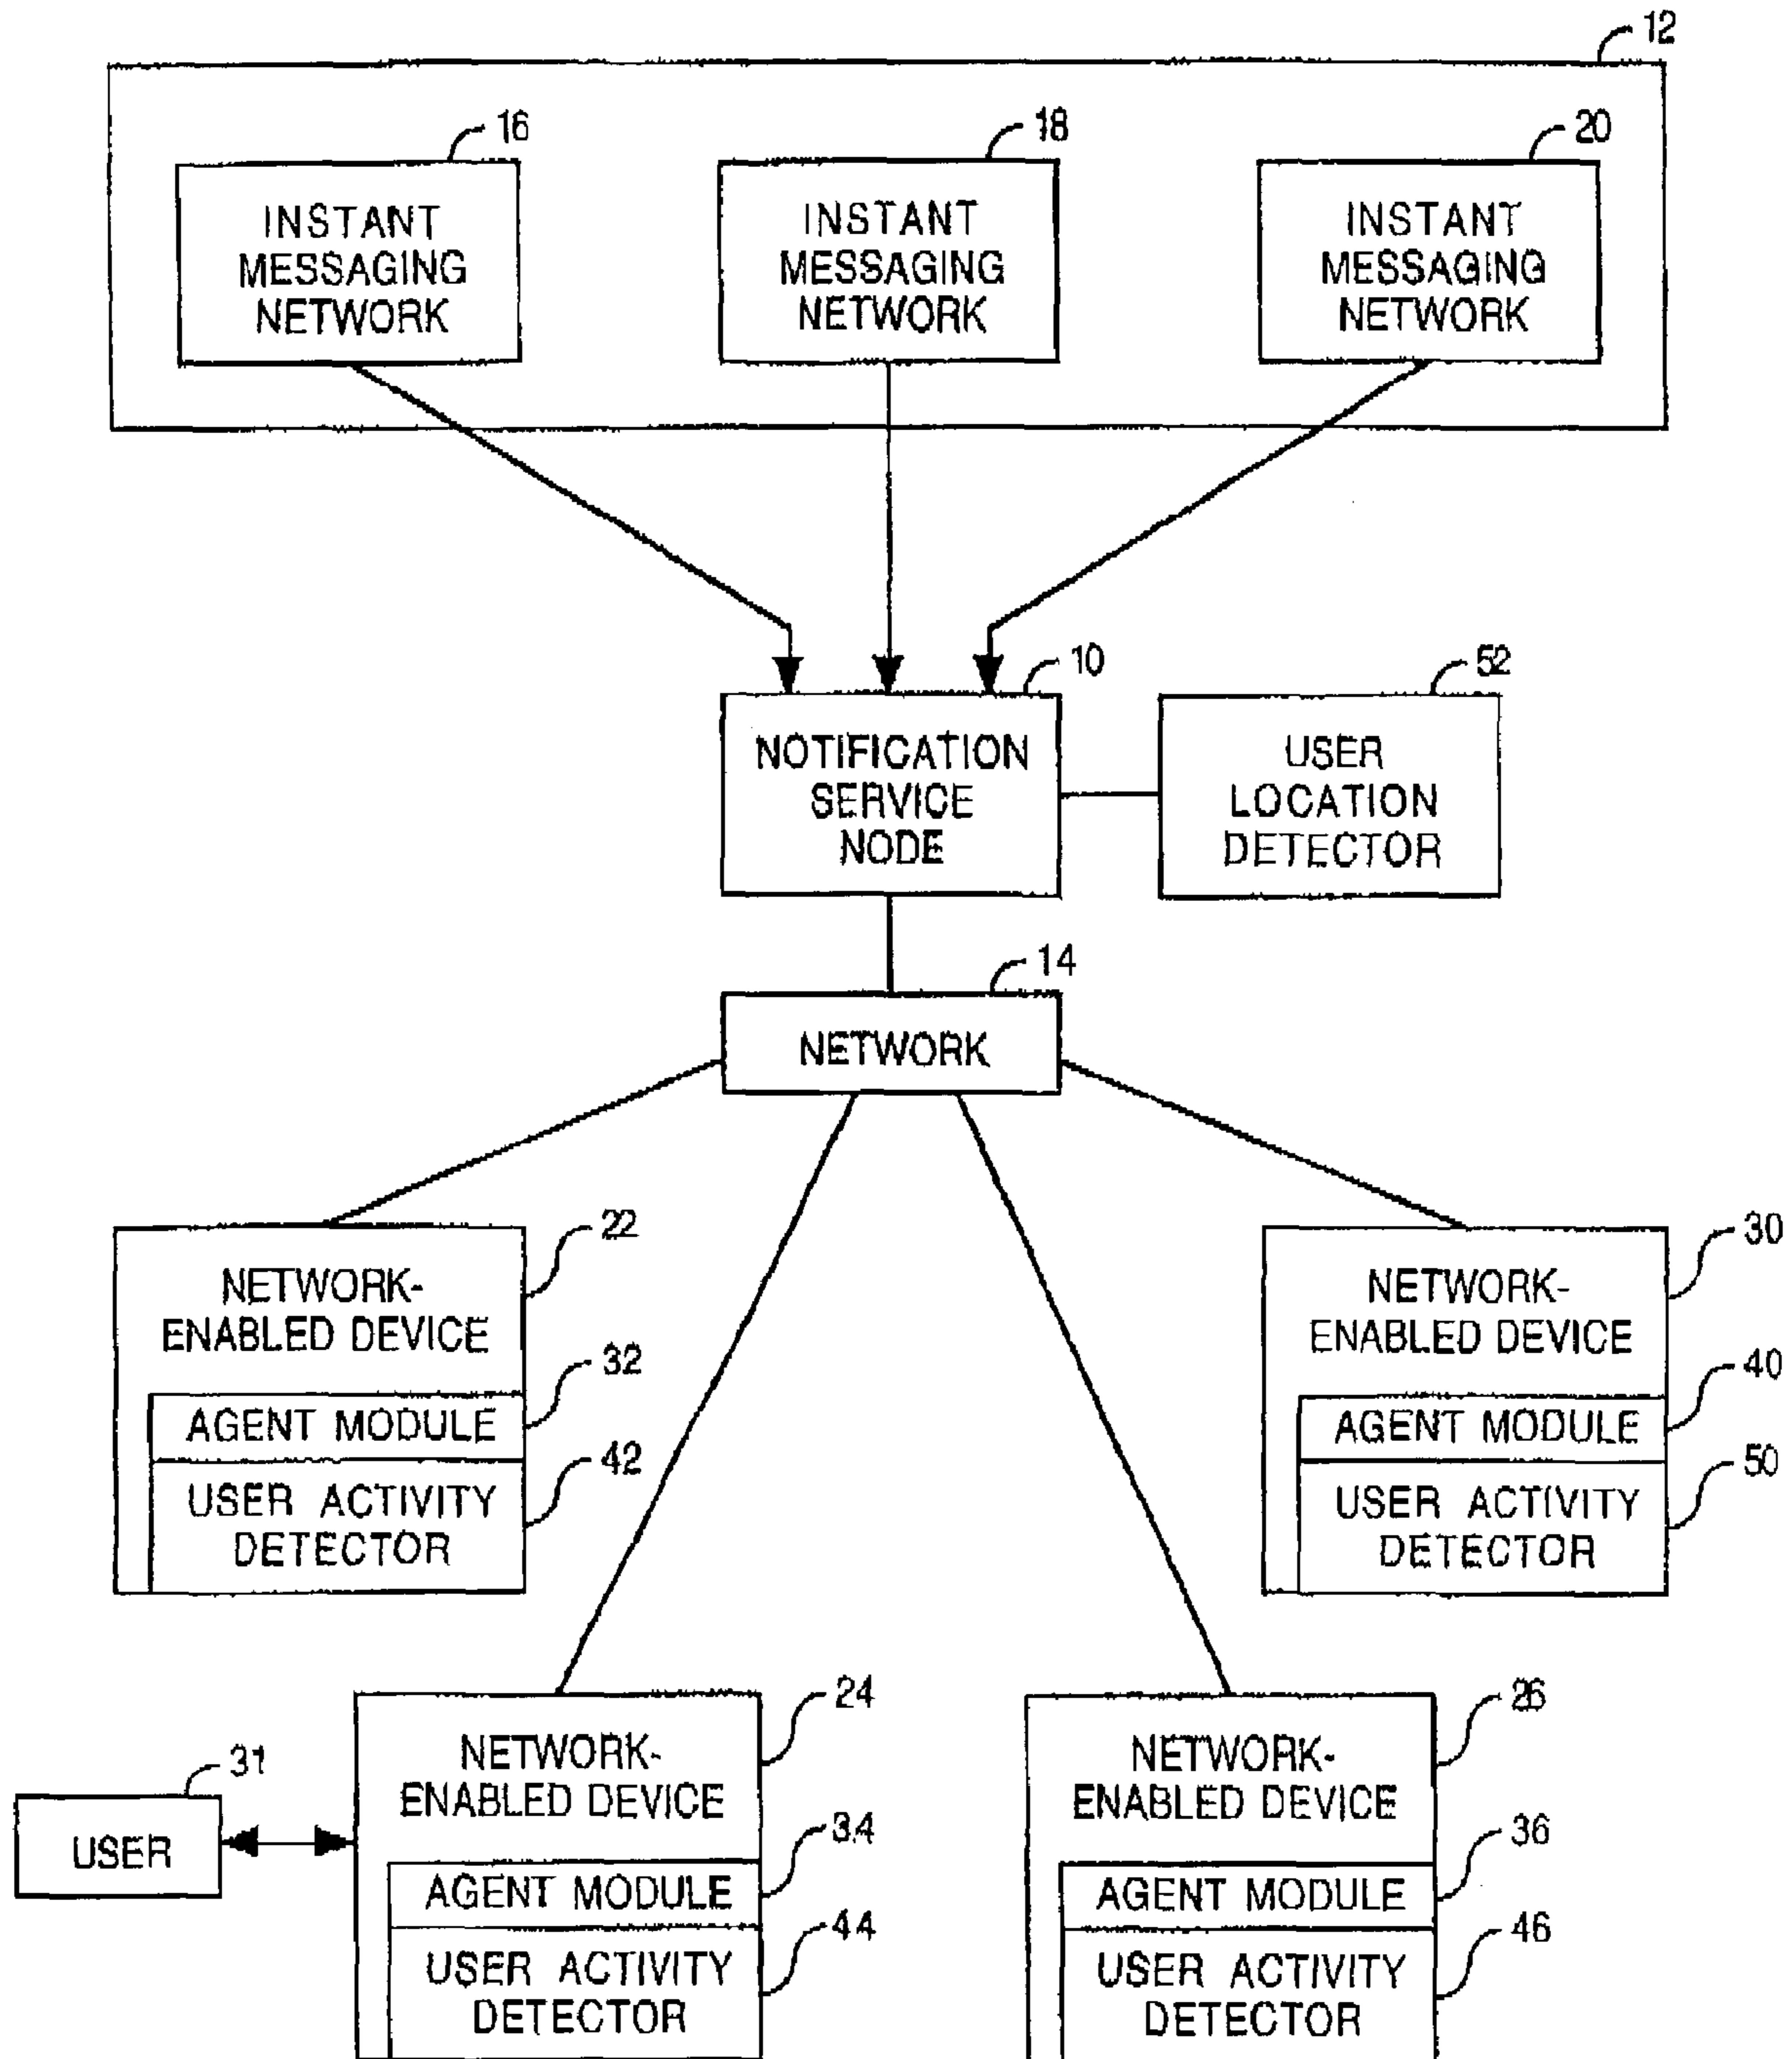 12
16
18
20
INSTANT
MESSAGING
NETWORK
INSTANT
MESSAGING
NETWORK
INSTANT
MESSAGING
NETWORK
10
52
NOTIFICATION
SERVICE
NODE
USER
LOCATION
DETECTOR
14
NETWORK
22
NETWORK-
ENABLED DEVICE
32
AGENT MODULE
42
USER ACTIVITY
DETECTOR
30
NETWORK-
ENABLED DEVICE
40
AGENT MODULE
50
USER ACTIVITY
DETECTOR
31
USER
24
NETWORK-
ENABLED DEVICE
34
AGENT MODULE
44
USER ACTIVITY
DETECTOR
26
NETWORK-
ENABLED DEVICE
36
AGENT MODULE
46
USER ACTIVITY
DETECTOR